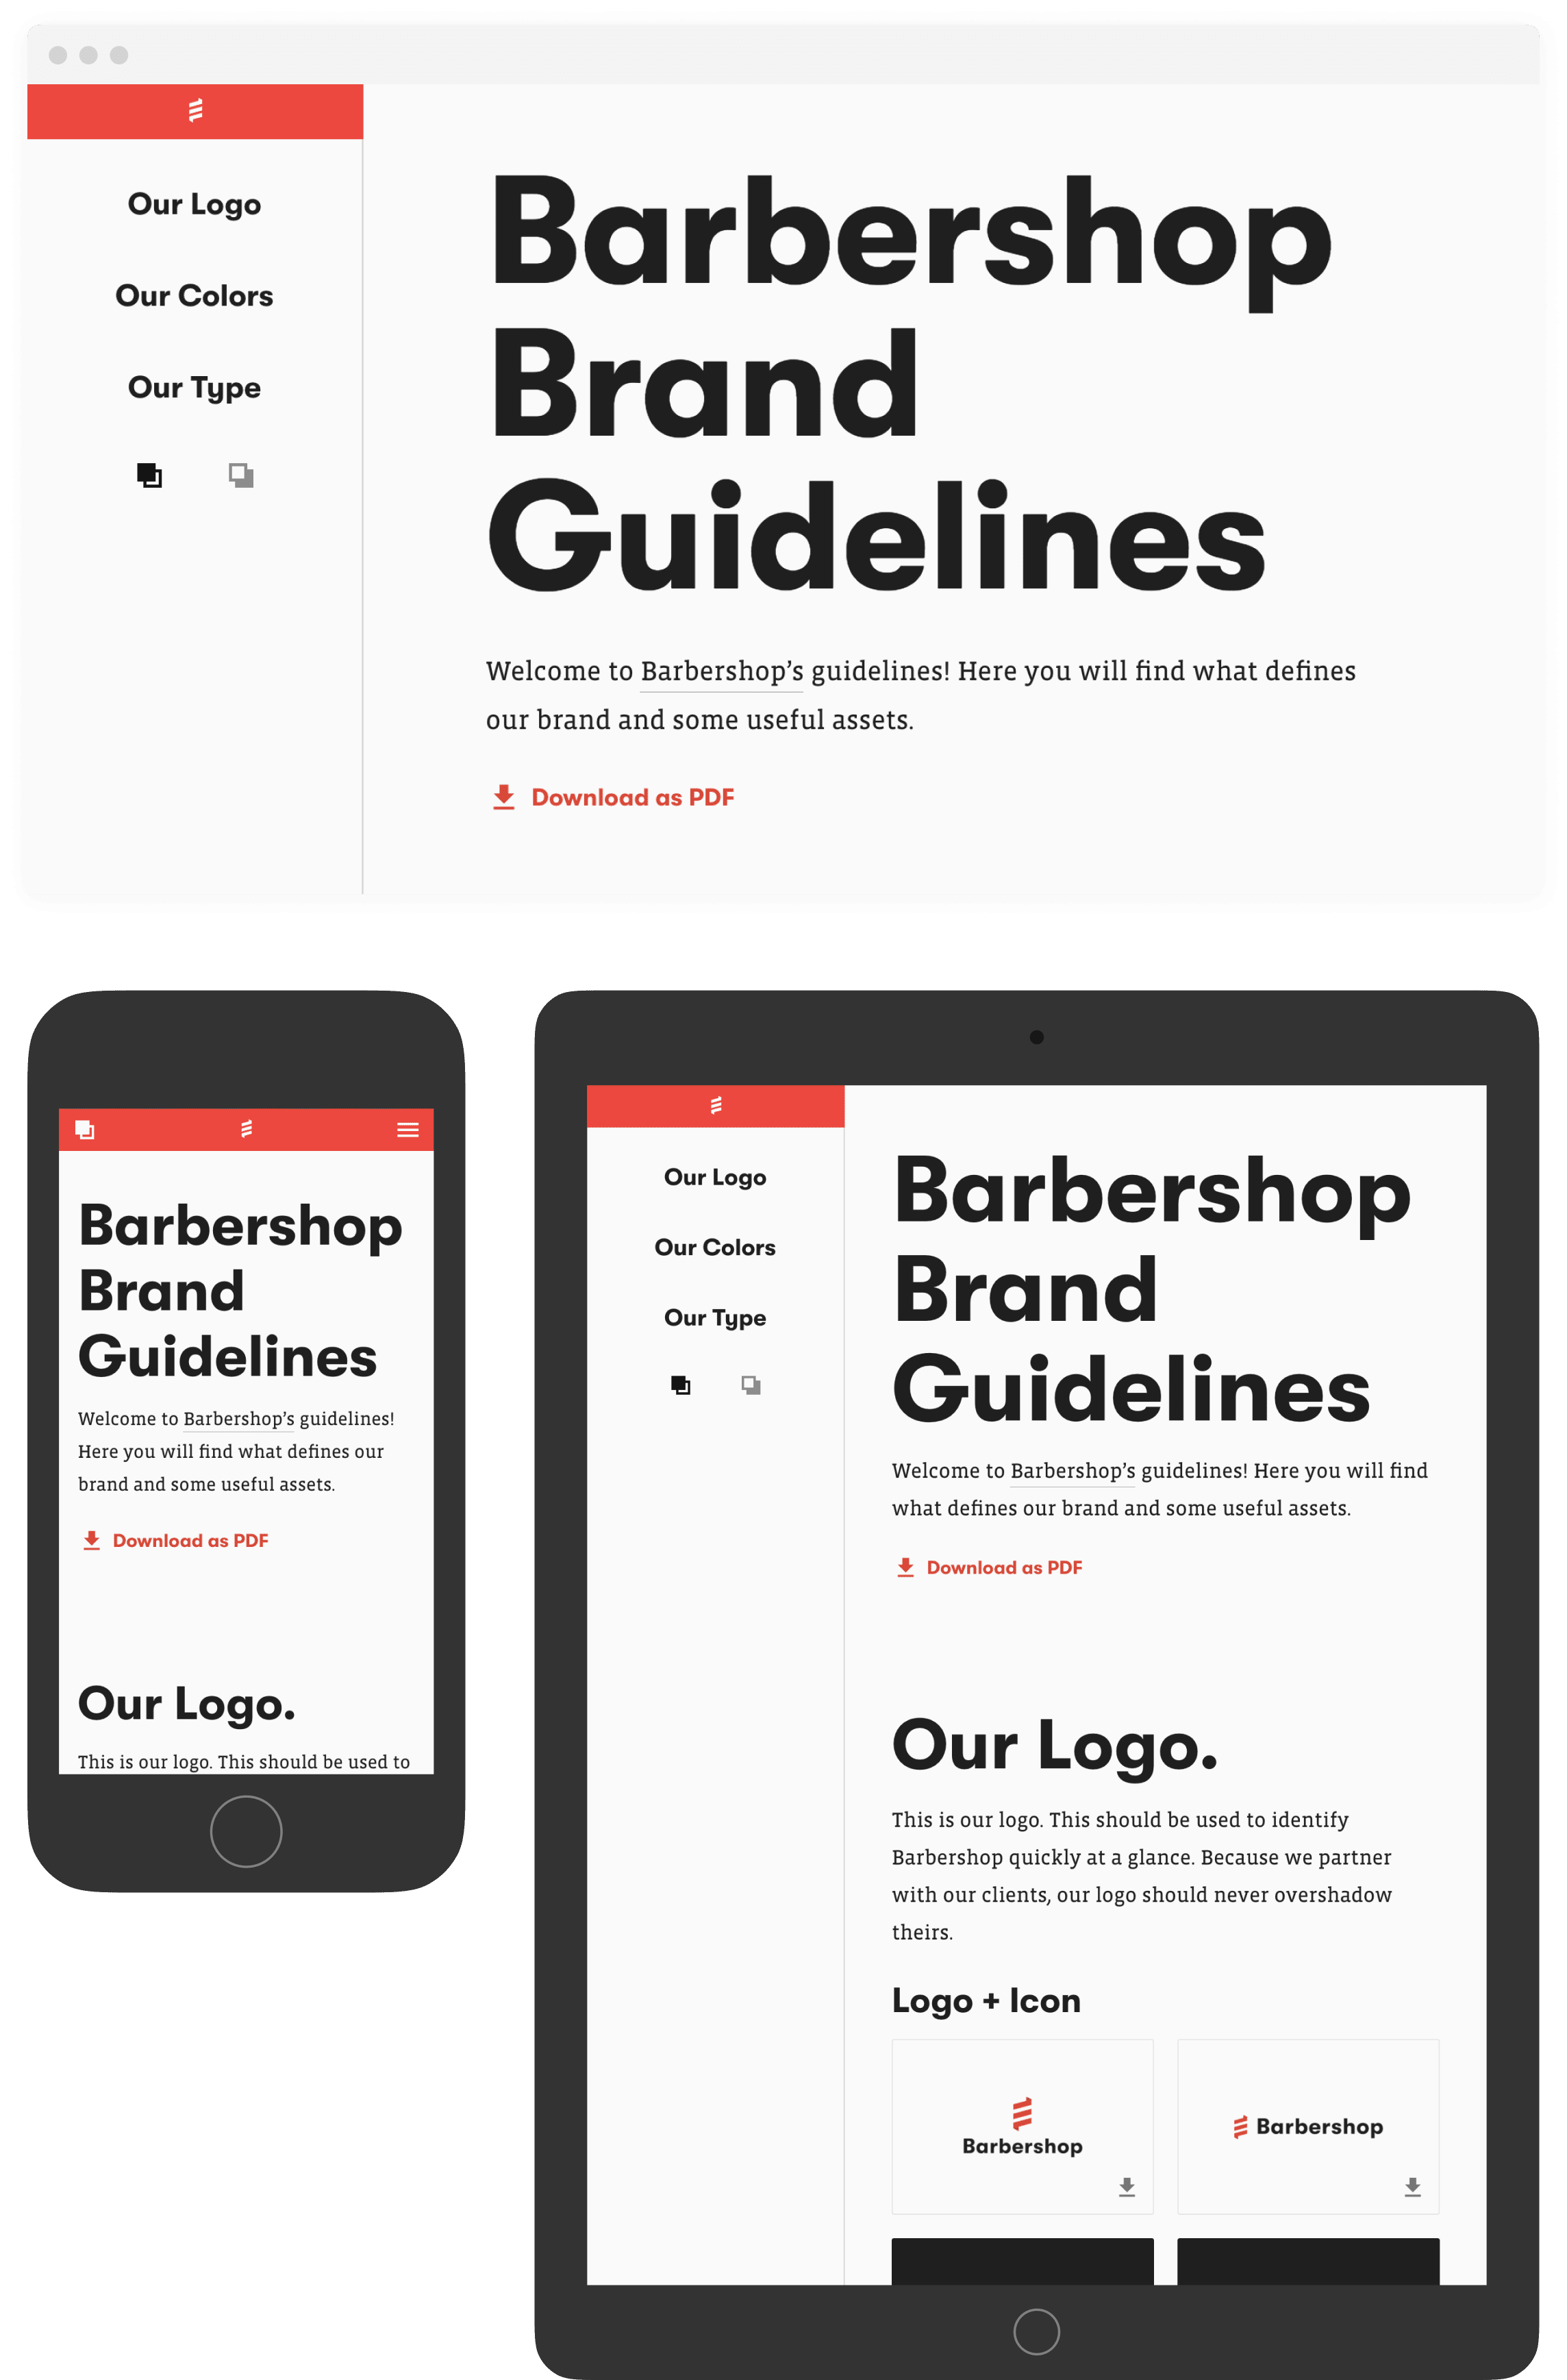 Our Logo
Our Colors
Our Type
Barbershop
Brand
Guidelines
Welcome to Barbershop’s guidelines! Here you will find what defines
our brand and some useful assets.
Download as PDF
Barbershop
Brand
Guidelines
Welcome to Barbershop’s guidelines!
Here you will find what defines our
brand and some useful assets.
Download as PDF
Our Logo.
This is our logo. This should be used to
Our Logo
Our Colors
Our Type
Barbershop
Brand
Guidelines
Welcome to Barbershop’s guidelines! Here you will find
what defines our brand and some useful assets.
Download as PDF
Our Logo.
This is our logo. This should be used to identify
Barbershop quickly at a glance. Because we partner
with our clients, our logo should never overshadow
theirs.
Logo + Icon
Barbershop
Barbershop